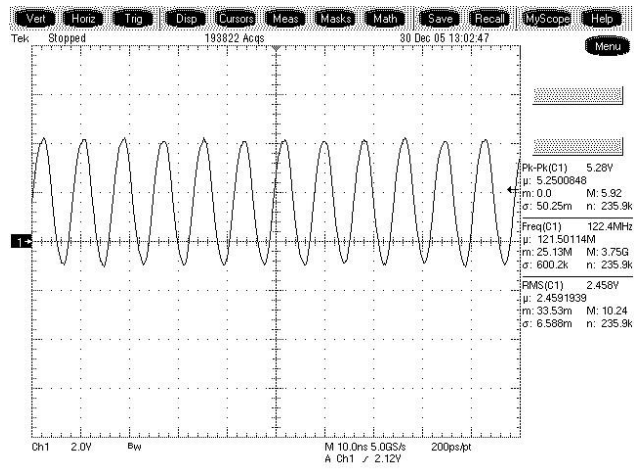 Vert Horiz Trig Disp Cursors Meas Masks Math Save Recall MyScope Help
Tek Stopped 193822 Acqs 30 Dec 05 13:02:47
Menu
Pk-Pk(C1) 5.28V
µ: 5.2500848
m: 0.0 M: 5.92
σ: 50.25m n: 235.9k
Freq(C1) 122.4MHz
µ: 121.50114M
m: 25.13M M: 3.75G
σ: 600.2k n: 235.9k
RMS(C1) 2.458V
µ: 2.4591939
m: 33.53m M: 10.24
σ: 6.588m n: 235.9k
1
Ch1 2.0V BW M 10.0ns 5.0GS/s 200ps/pt
A Ch1 / 2.12V